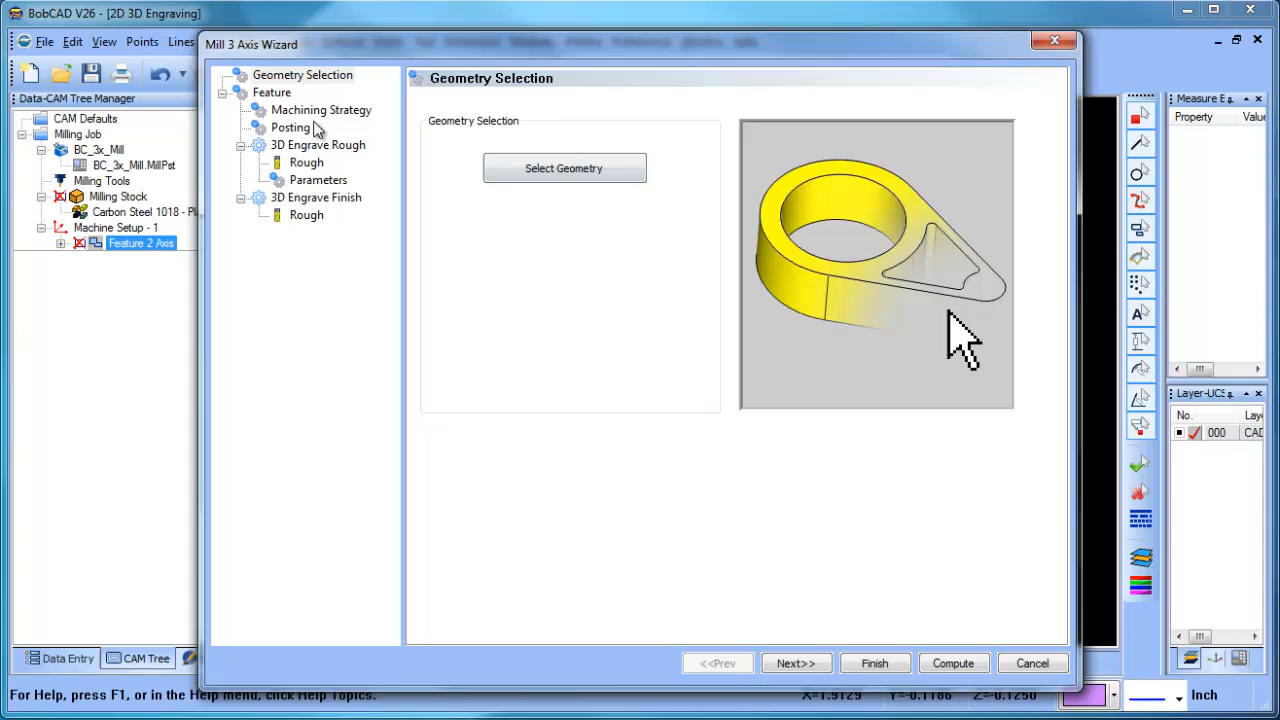 BobCAD V26 - [2D 3D Engraving]
File Edit View Points Lines
Data-CAM Tree Manager
CAM Defaults
Milling Job
BC_3x_Mill
BC_3x_Mill.MillPst
Milling Tools
Milling Stock
Carbon Steel 1018 - Pl
Machine Setup - 1
Feature 2 Axis
Data Entry
CAM Tree
Mill 3 Axis Wizard
Geometry Selection
Feature
Machining Strategy
Posting
3D Engrave Rough
Rough
Parameters
3D Engrave Finish
Rough
Geometry Selection
Geometry Selection
Select Geometry
<<Prev
Next>>
Finish
Compute
Cancel
A
Measure E
Property Value
Layer-UCS
No. Laye
000 CAD
For Help, press F1, or in the Help menu, click Help Topics.
X=1.9129 Y=-0.1186 Z=-0.1250
Inch